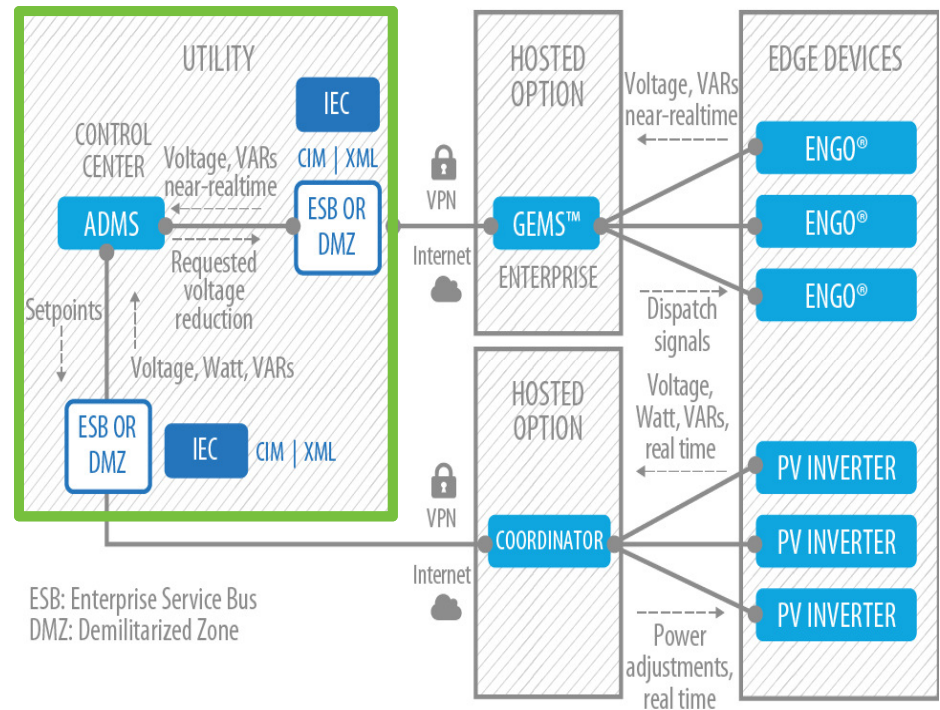 UTILITY
IEC
CONTROL
CENTER
Voltage, VARs
near-realtime
CIM | XML
ADMS
ESB OR
DMZ
Requested
voltage
reduction
Setpoints
Voltage, Watt, VARs
ESB OR
DMZ
IEC
CIM | XML
VPN
Internet
HOSTED
OPTION
GEMS™
ENTERPRISE
Voltage, VARs
near-realtime
Dispatch
signals
EDGE DEVICES
ENGO®
ENGO®
ENGO®
VPN
Internet
HOSTED
OPTION
COORDINATOR
Voltage,
Watt, VARs,
real time
Power
adjustments,
real time
PV INVERTER
PV INVERTER
PV INVERTER
ESB: Enterprise Service Bus
DMZ: Demilitarized Zone